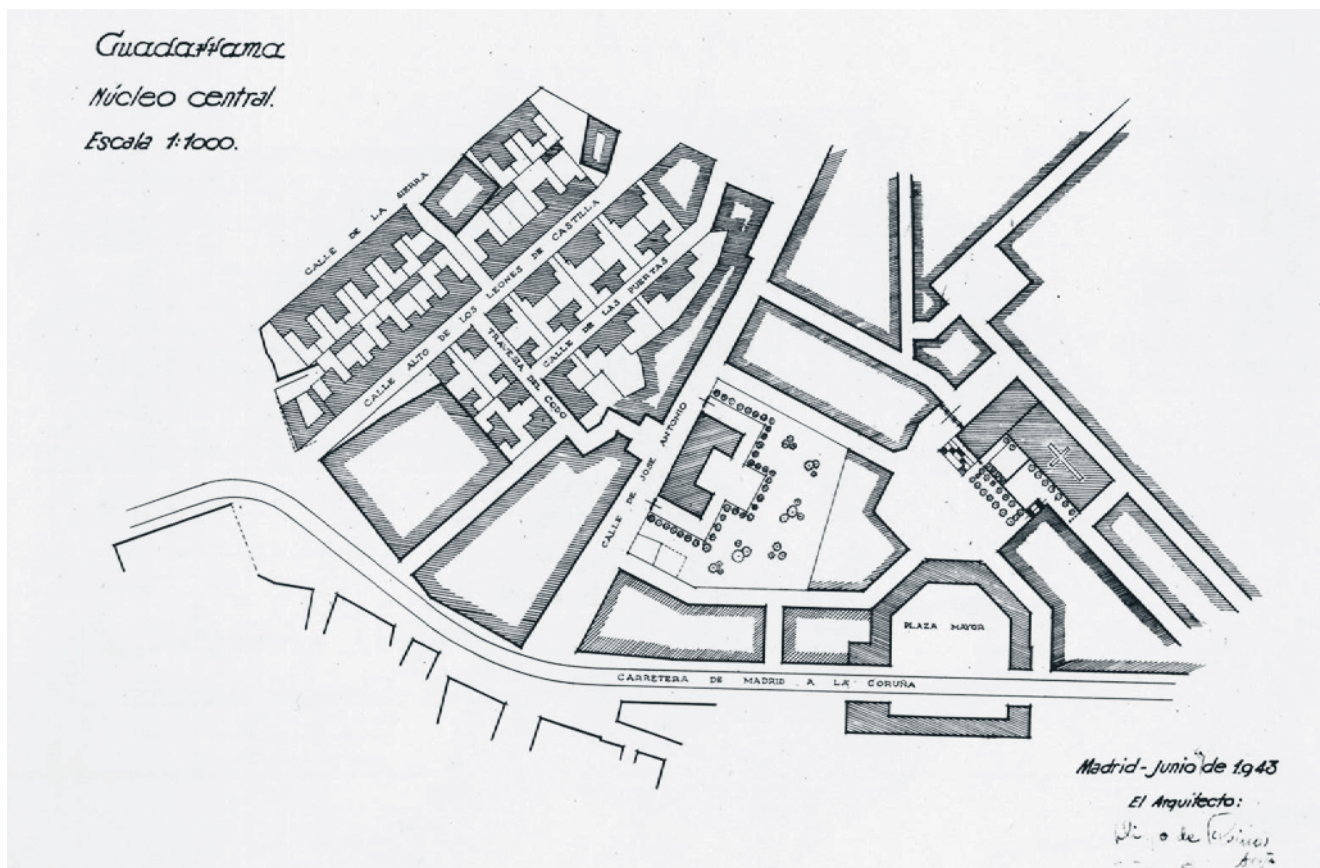 Guadarrama
Núcleo central.
Escala 1:1000.
CALLE DE LA SIERRA
CALLE ALTO DE LOS LEONES DE CASTILLA
CALLE DE LAS PUERTAS
TRAVESIA DEL CODO
CALLE DE JOSE ANTONIO
PLAZA MAYOR
CARRETERA DE MADRID A LA CORUÑA
Madrid-Junio de 1.943
El Arquitecto: